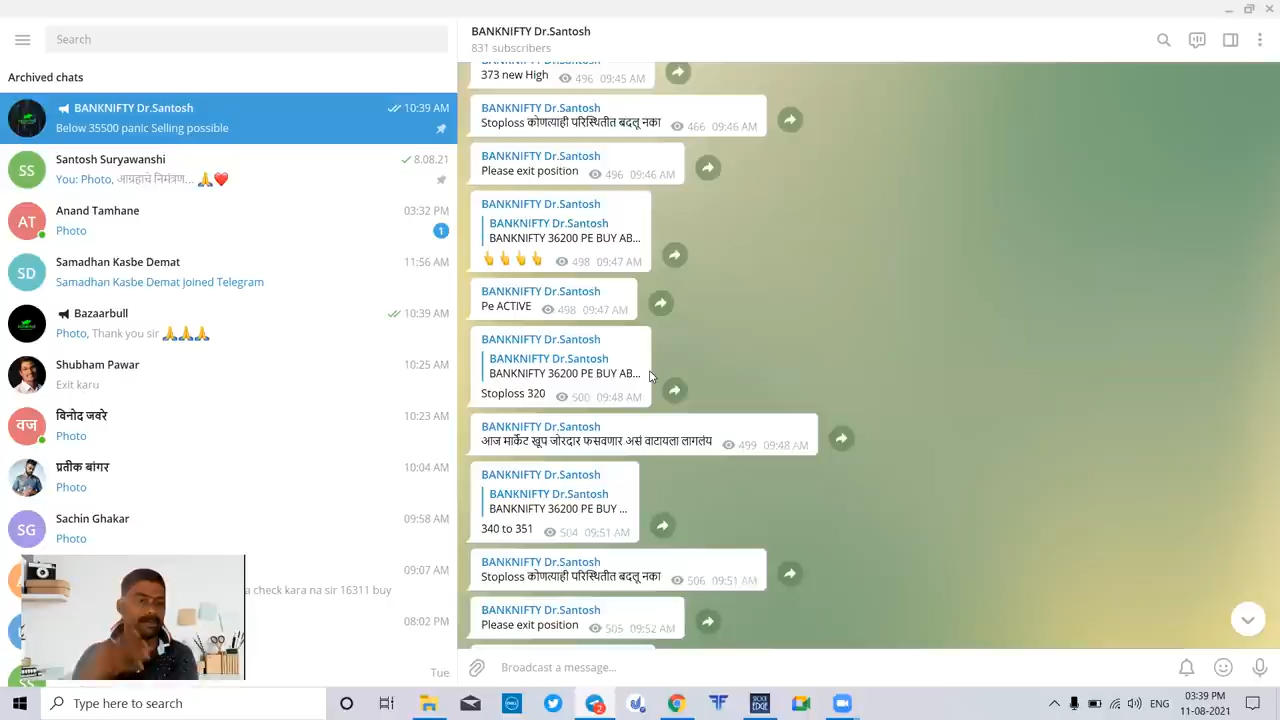 Search
Archived chats
BANKNIFTY Dr.Santosh
10:39 AM
Below 35500 panic Selling possible
SS
Santosh Suryawanshi
8.08.21
You: Photo, आग्रहाचं निमंत्रण... 🙏❤️
AT
Anand Tamhane
03:32 PM
Photo
1
SD
Samadhan Kasbe Demat
11:56 AM
Samadhan Kasbe Demat joined Telegram
Bazaarbull
10:39 AM
Photo, Thank you sir 🙏🙏🙏
Shubham Pawar
10:25 AM
Exit karu
वज
विनोद जवरे
10:23 AM
Photo
प्रतीक बांगर
10:04 AM
Photo
SG
Sachin Ghakar
09:58 AM
Photo
09:07 AM
a check kara na sir 16311 buy
08:02 PM
Tue
BANKNIFTY Dr.Santosh
831 subscribers
373 new High 496 09:45 AM
BANKNIFTY Dr.Santosh
Stoploss कोणत्याही परिस्थितीत बदलू नका 466 09:46 AM
BANKNIFTY Dr.Santosh
Please exit position 496 09:46 AM
BANKNIFTY Dr.Santosh
BANKNIFTY Dr.Santosh
BANKNIFTY 36200 PE BUY AB...
👆👆👆👆 498 09:47 AM
BANKNIFTY Dr.Santosh
Pe ACTIVE 498 09:47 AM
BANKNIFTY Dr.Santosh
BANKNIFTY Dr.Santosh
BANKNIFTY 36200 PE BUY AB...
Stoploss 320 500 09:48 AM
BANKNIFTY Dr.Santosh
आज मार्केट खूप जोरदार फसवणार असं वाटायला लागलंय 499 09:48 AM
BANKNIFTY Dr.Santosh
BANKNIFTY Dr.Santosh
BANKNIFTY 36200 PE BUY ...
340 to 351 504 09:51 AM
BANKNIFTY Dr.Santosh
Stoploss कोणत्याही परिस्थितीत बदलू नका 506 09:51 AM
BANKNIFTY Dr.Santosh
Please exit position 505 09:52 AM
Broadcast a message...
Type here to search
ENG
03:39 PM
11-08-2021